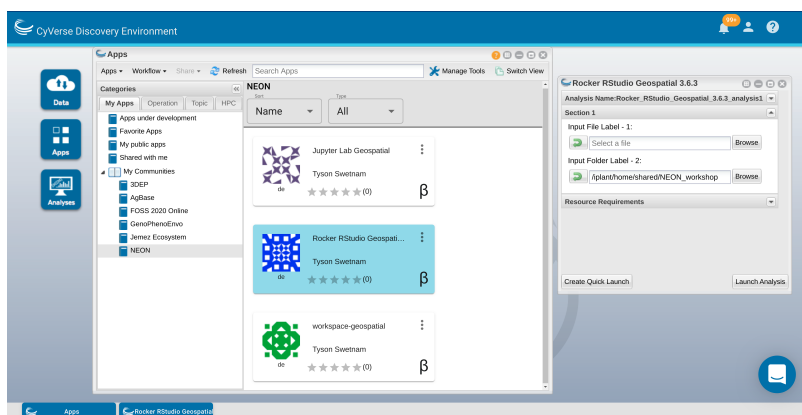 CyVerse Discovery Environment
99+
Data
Apps
Analyses
Apps
Apps Workflow Share Refresh Search Apps Manage Tools Switch View
Categories
My Apps Operation Topic HPC
Apps under development
Favorite Apps
My public apps
Shared with me
My Communities
3DEP
AgBase
FOSS 2020 Online
GenoPhenoEnvo
Jemez Ecosystem
NEON
NEON
Sort Type
Name All
Jupyter Lab Geospatial
Tyson Swetnam
de (0) β
Rocker RStudio Geospati...
Tyson Swetnam
de (0) β
workspace-geospatial
Tyson Swetnam
de (0) β
Rocker RStudio Geospatial 3.6.3
Analysis Name:Rocker_RStudio_Geospatial_3.6.3_analysis1
Section 1
Input File Label - 1:
Select a file Browse
Input Folder Label - 2:
/iplant/home/shared/NEON_workshop Browse
Resource Requirements
Create Quick Launch Launch Analysis
Apps Rocker RStudio Geospatial